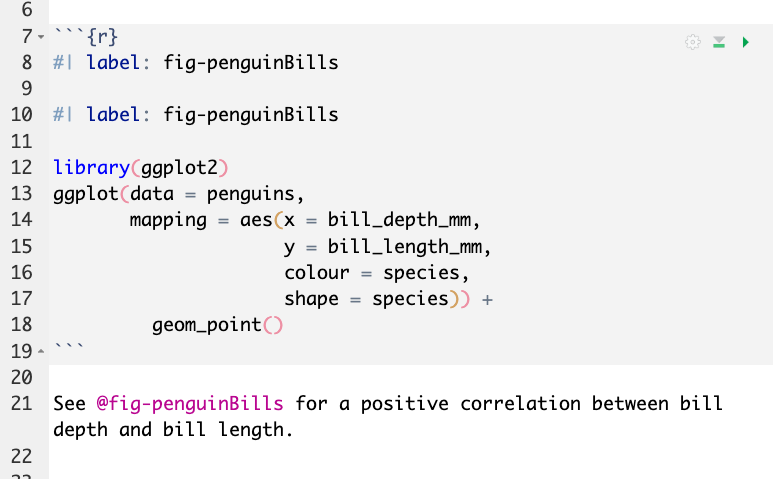 6
7 ```{r}
8 #| label: fig-penguinBills
9
10 #| label: fig-penguinBills
11
12 library(ggplot2)
13 ggplot(data = penguins,
14        mapping = aes(x = bill_depth_mm,
15                      y = bill_length_mm,
16                      colour = species,
17                      shape = species)) +
18          geom_point()
19 ```
20
21 See @fig-penguinBills for a positive correlation between bill
depth and bill length.
22